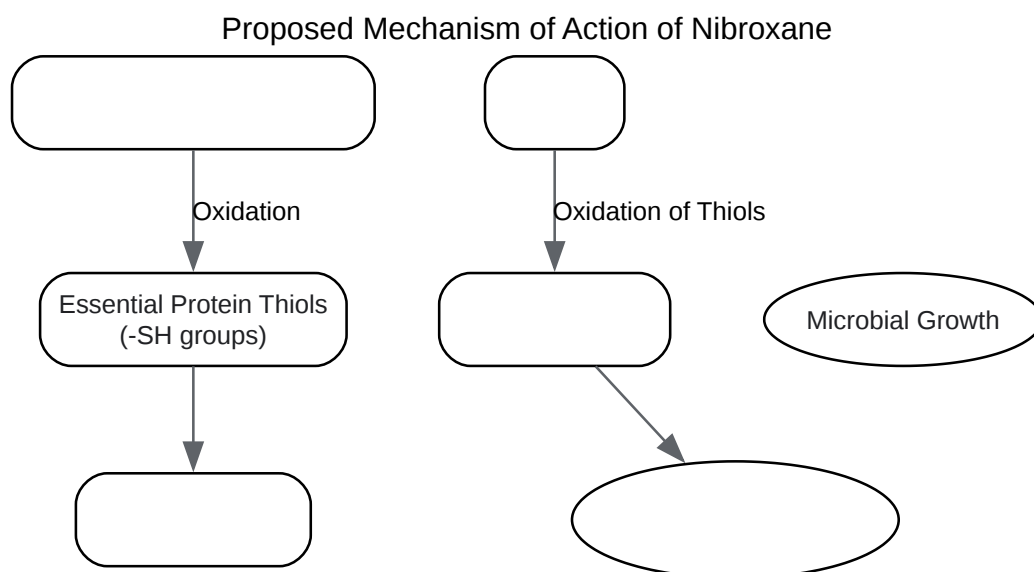 Proposed Mechanism of Action of Nibroxane
Oxidation
Oxidation of Thiols
Essential Protein Thiols
(-SH groups)
Microbial Growth